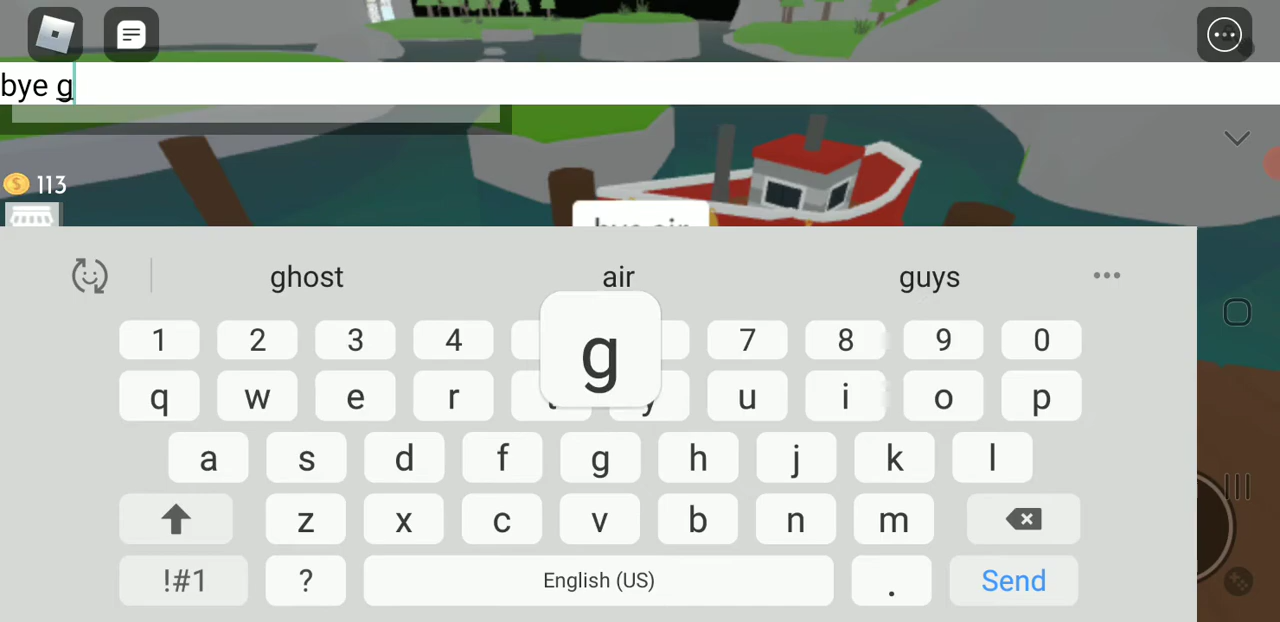 bye g
113
ghost air guys
g
1 2 3 4 7 8 9 0
q w e r u i o p
a s d f g h j k l
z x c v b n m
!#1 ? English (US) . Send